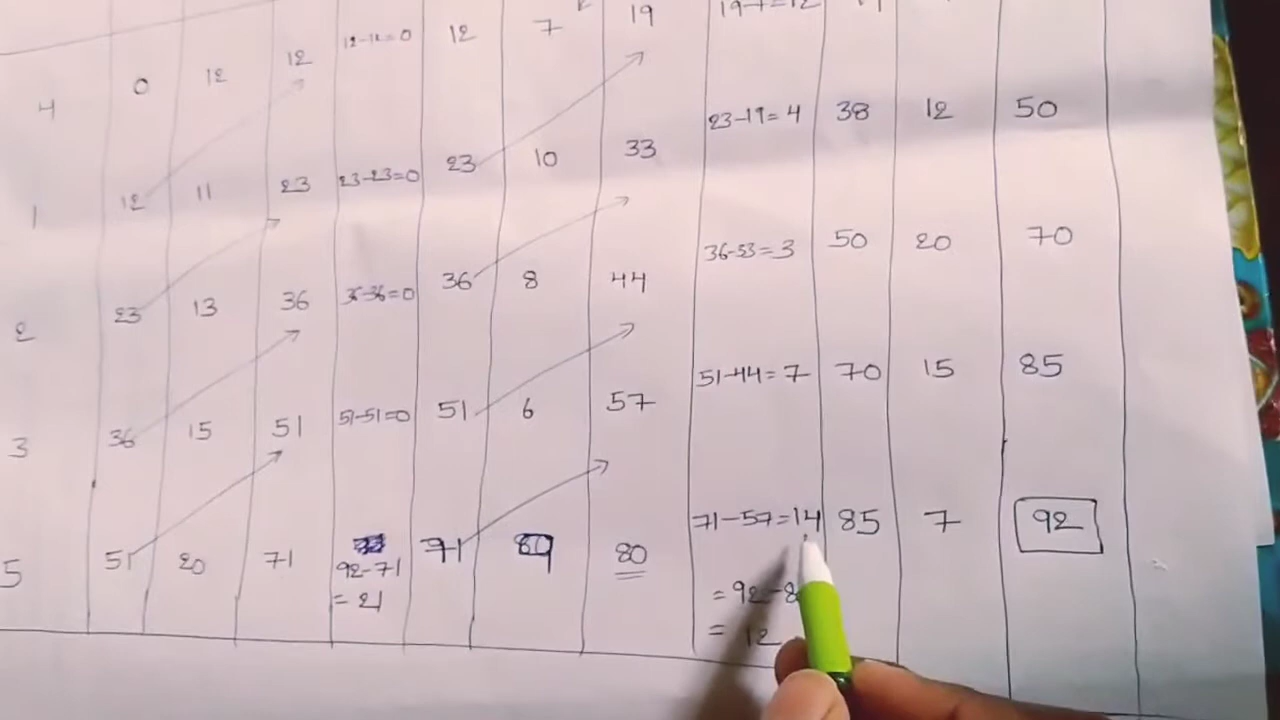 4 0 12 12 12-12=0 12 7 19 19-7=12
1 12 11 23 23-23=0 23 10 33 23-19=4 38 12 50
2 23 13 36 36-36=0 36 8 44 36-33=3 50 20 70
3 36 15 51 51-51=0 51 6 57 51-44=7 70 15 85
5 51 20 71 71 80 71-57=14 85 7 92
92-71
= 21
= 92-8
= 12